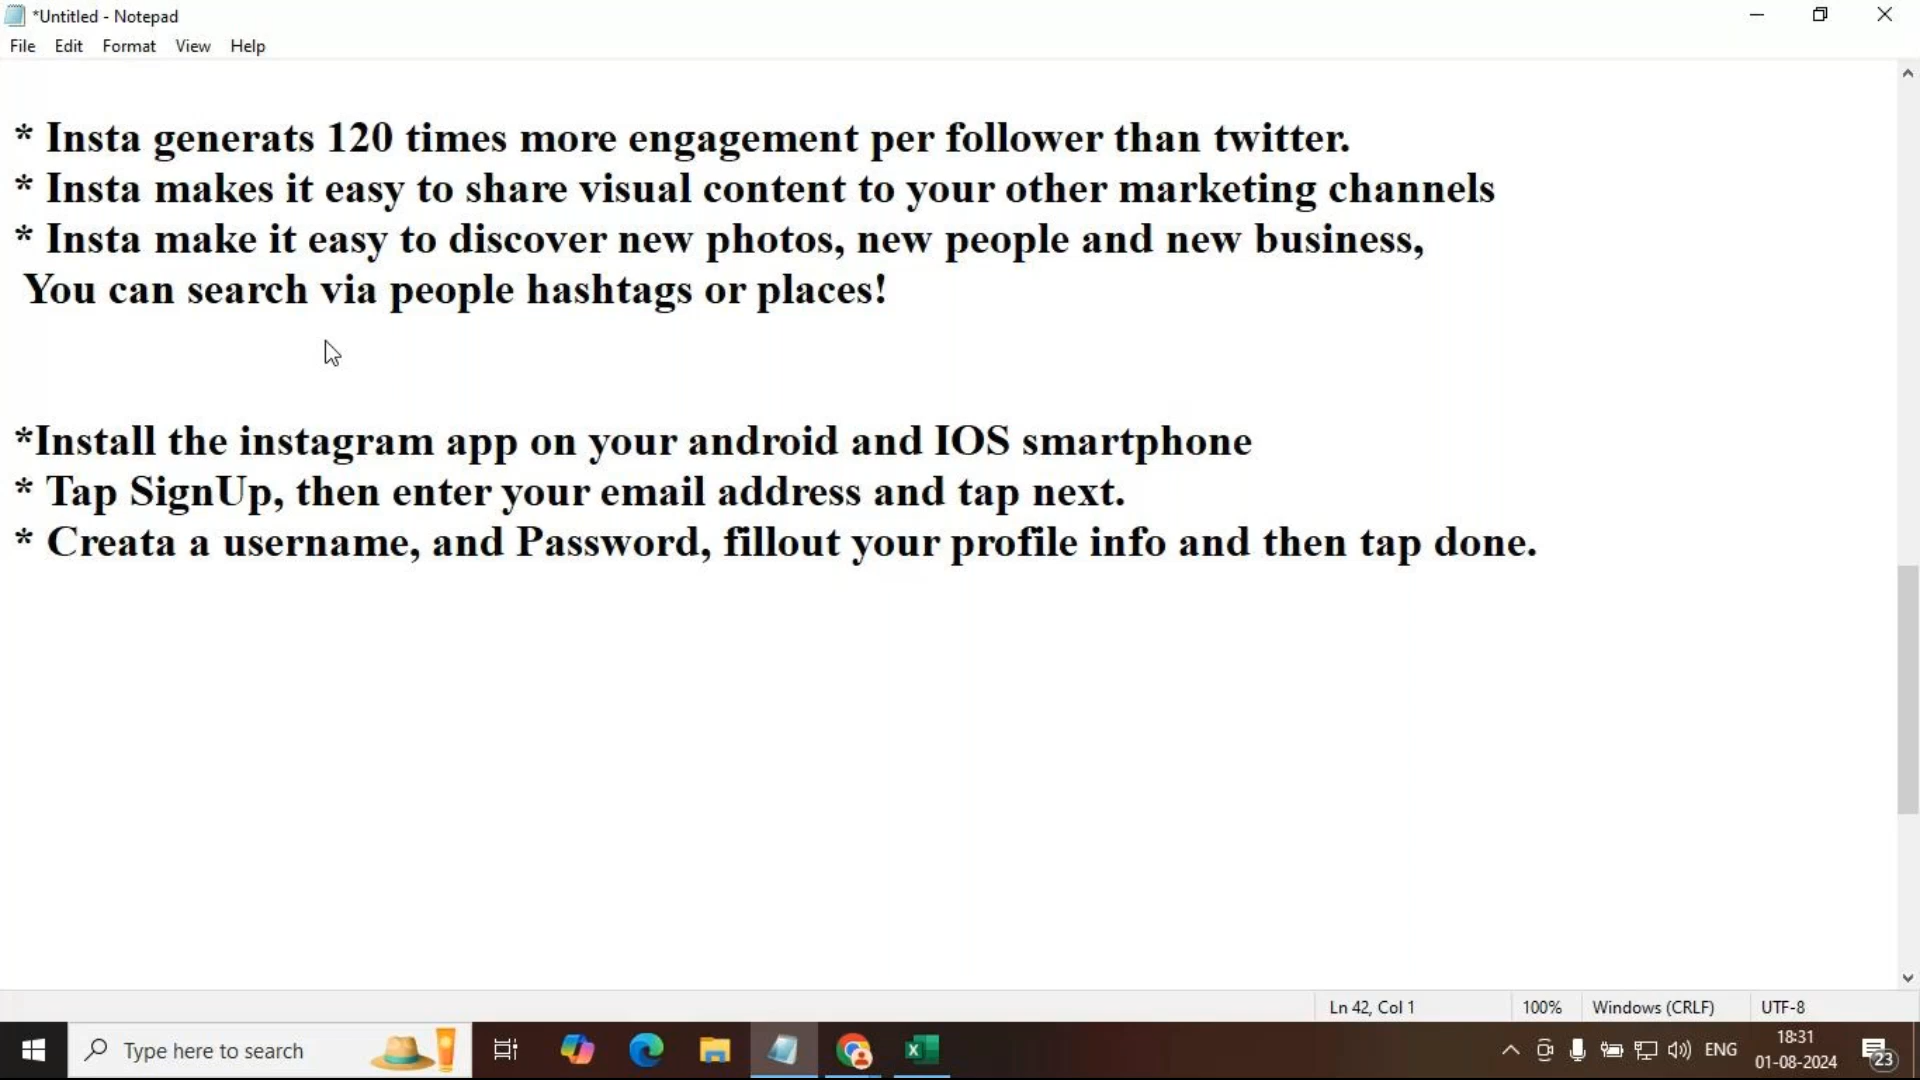 *Untitled - Notepad
File Edit Format View Help
* Insta generats 120 times more engagement per follower than twitter.
* Insta makes it easy to share visual content to your other marketing channels
* Insta make it easy to discover new photos, new people and new business,
You can search via people hashtags or places!
*Install the instagram app on your android and IOS smartphone
* Tap SignUp, then enter your email address and tap next.
* Creata a username, and Password, fillout your profile info and then tap done.
Ln 42, Col 1 100% Windows (CRLF) UTF-8
Type here to search
ENG
18:31
01-08-2024
23